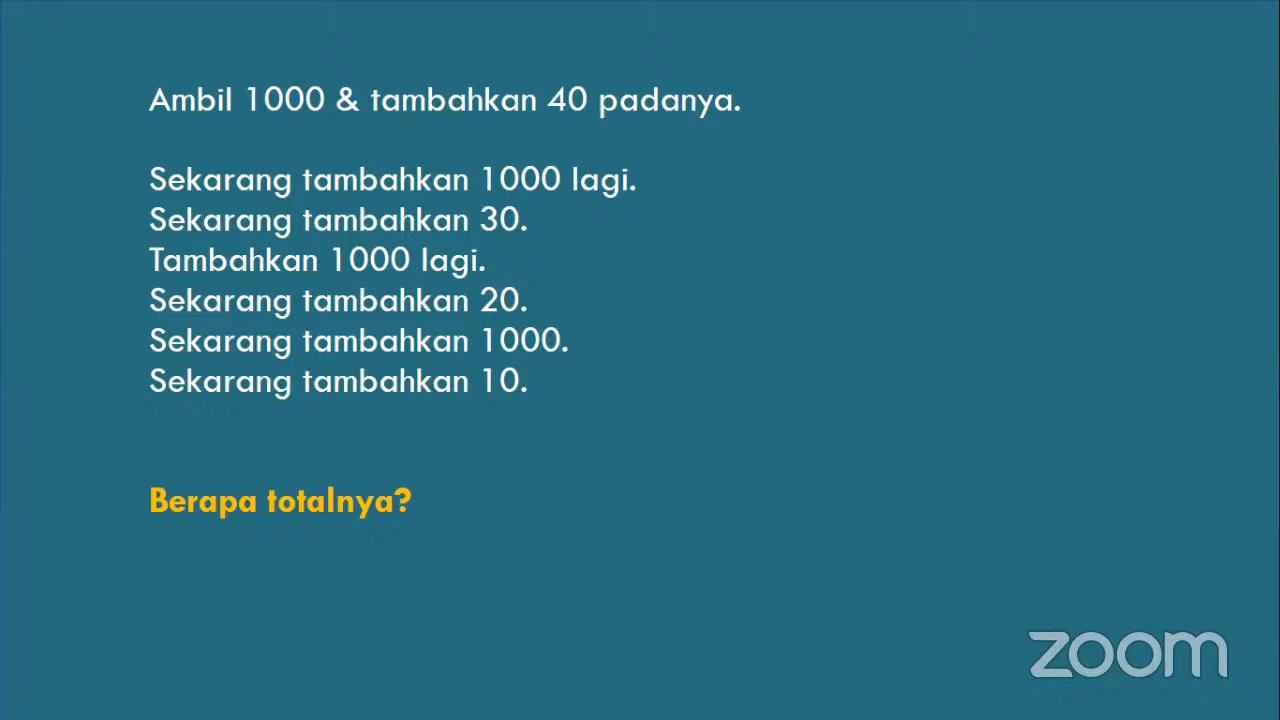 Ambil 1000 & tambahkan 40 padanya.
Sekarang tambahkan 1000 lagi.
Sekarang tambahkan 30.
Tambahkan 1000 lagi.
Sekarang tambahkan 20.
Sekarang tambahkan 1000.
Sekarang tambahkan 10.
Berapa totalnya?
zoom